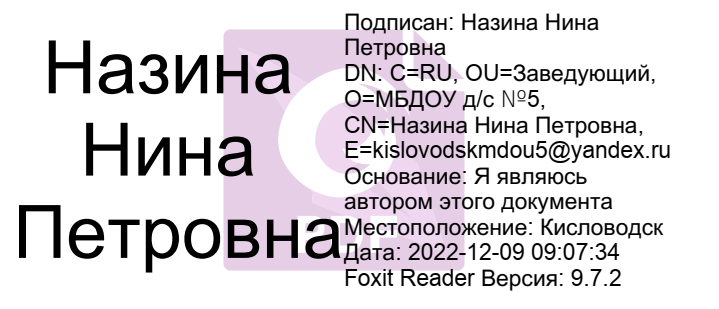 Назина
Нина
Петровна
Подписан: Назина Нина
Петровна
DN: C=RU, OU=Заведующий,
O=МБДОУ д/с №5,
CN=Назина Нина Петровна,
E=kislovodskmdou5@yandex.ru
Основание: Я являюсь
автором этого документа
Местоположение: Кисловодск
Дата: 2022-12-09 09:07:34
Foxit Reader Версия: 9.7.2